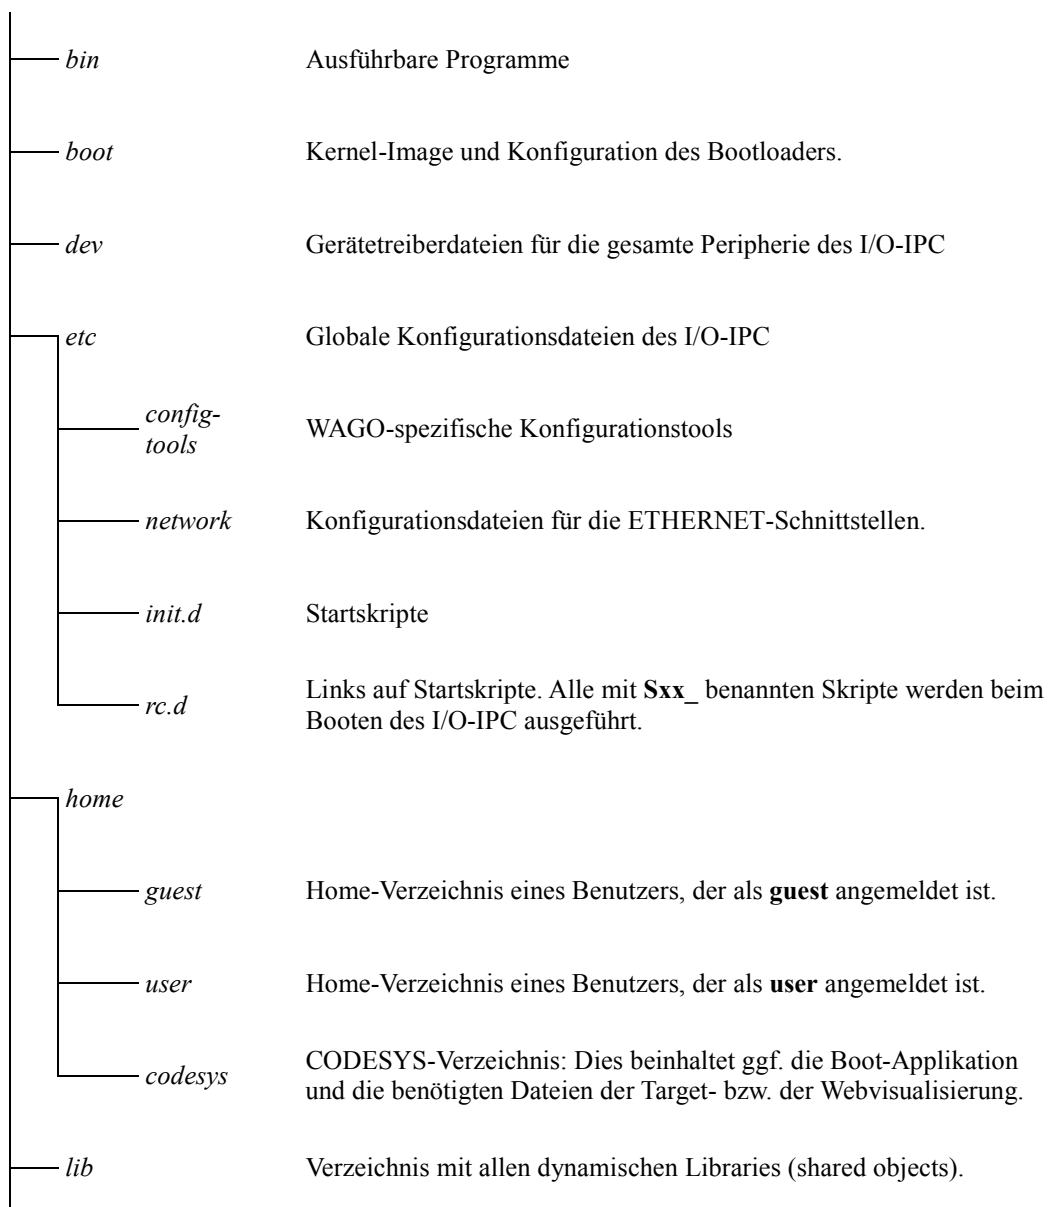 bin Ausführbare Programme
boot Kernel-Image und Konfiguration des Bootloaders.
dev Gerätetreiberdateien für die gesamte Peripherie des I/O-IPC
etc Globale Konfigurationsdateien des I/O-IPC
config-
tools WAGO-spezifische Konfigurationstools
network Konfigurationsdateien für die ETHERNET-Schnittstellen.
init.d Startskripte
rc.d Links auf Startskripte. Alle mit Sxx_ benannten Skripte werden beim
Booten des I/O-IPC ausgeführt.
home
guest Home-Verzeichnis eines Benutzers, der als guest angemeldet ist.
user Home-Verzeichnis eines Benutzers, der als user angemeldet ist.
codesys CODESYS-Verzeichnis: Dies beinhaltet ggf. die Boot-Applikation
und die benötigten Dateien der Target- bzw. der Webvisualisierung.
lib Verzeichnis mit allen dynamischen Libraries (shared objects).